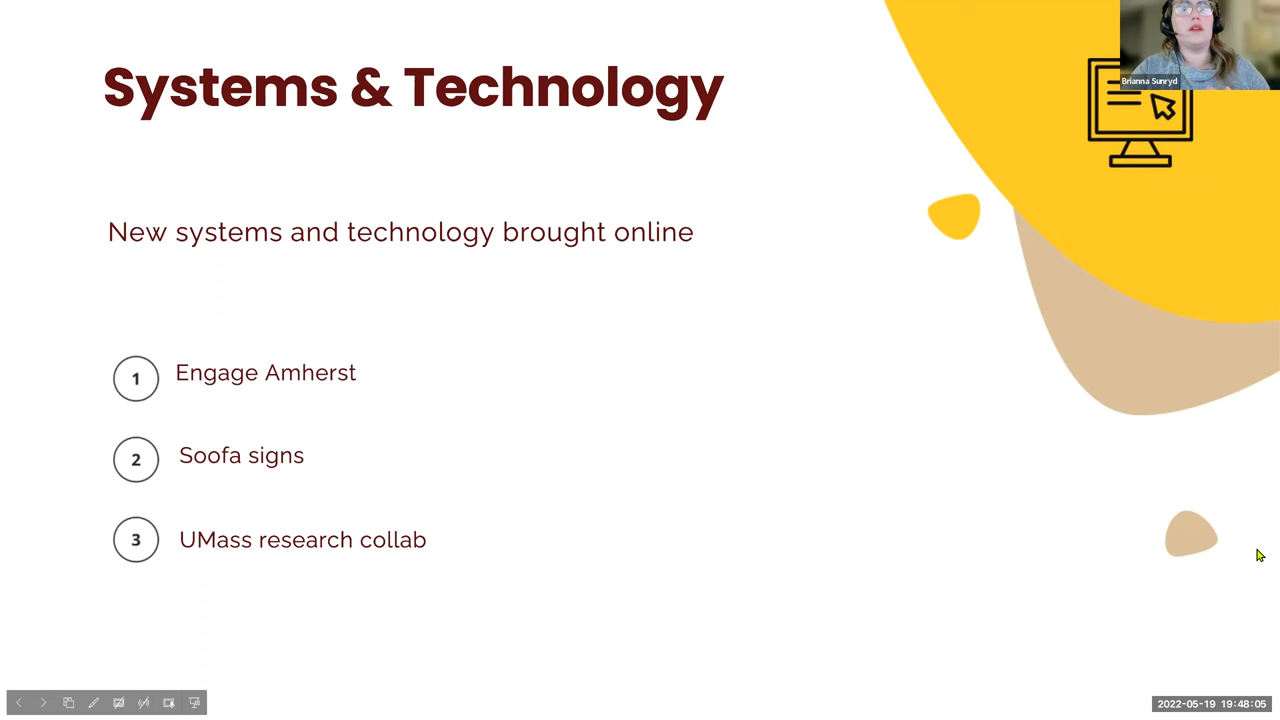 Systems & Technology
Brianna Sunryd
New systems and technology brought online
1 Engage Amherst
2 Soofa signs
3 UMass research collab
2022-05-19 19:48:05